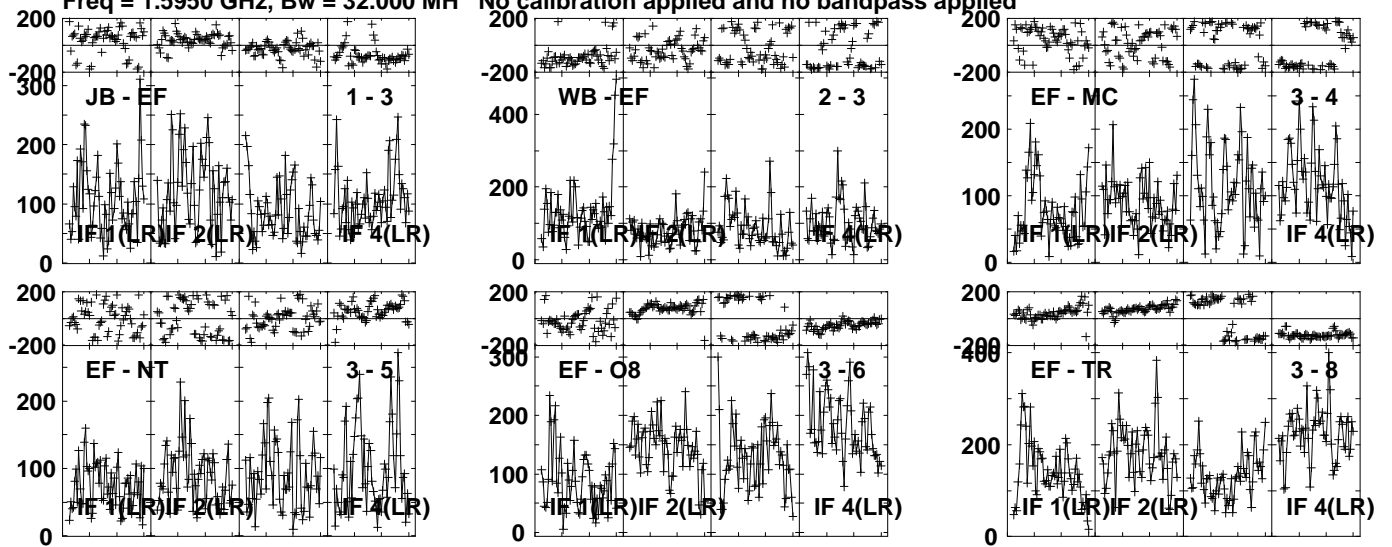 Freq = 1.5950 GHz, Bw = 32.000 MH No calibration applied and no bandpass applied
200
-200
300
200
100
0
JB - EF 1 - 3
IF 1(LR) IF 2(LR) IF 4(LR)
200
-200
400
200
0
WB - EF 2 - 3
IF 1(LR) IF 2(LR) IF 4(LR)
200
-200
200
100
0
EF - MC 3 - 4
IF 1(LR) IF 2(LR) IF 4(LR)
200
-200
200
100
0
EF - NT 3 - 5
IF 1(LR) IF 2(LR) IF 4(LR)
200
-200
300
200
100
0
EF - O8 3 - 6
IF 1(LR) IF 2(LR) IF 4(LR)
200
-200
400
200
0
EF - TR 3 - 8
IF 1(LR) IF 2(LR) IF 4(LR)